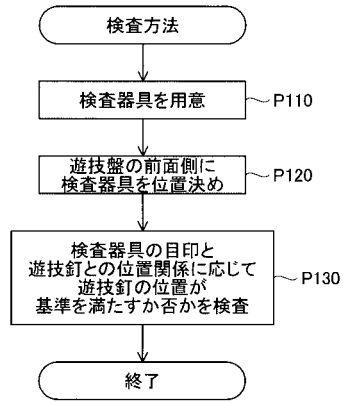 検査方法
検査器具を用意
P110
遊技盤の前面側に
検査器具を位置決め
P120
検査器具の目印と
遊技釘との位置関係に応じて
遊技釘の位置が
基準を満たすか否かを検査
P130
終了